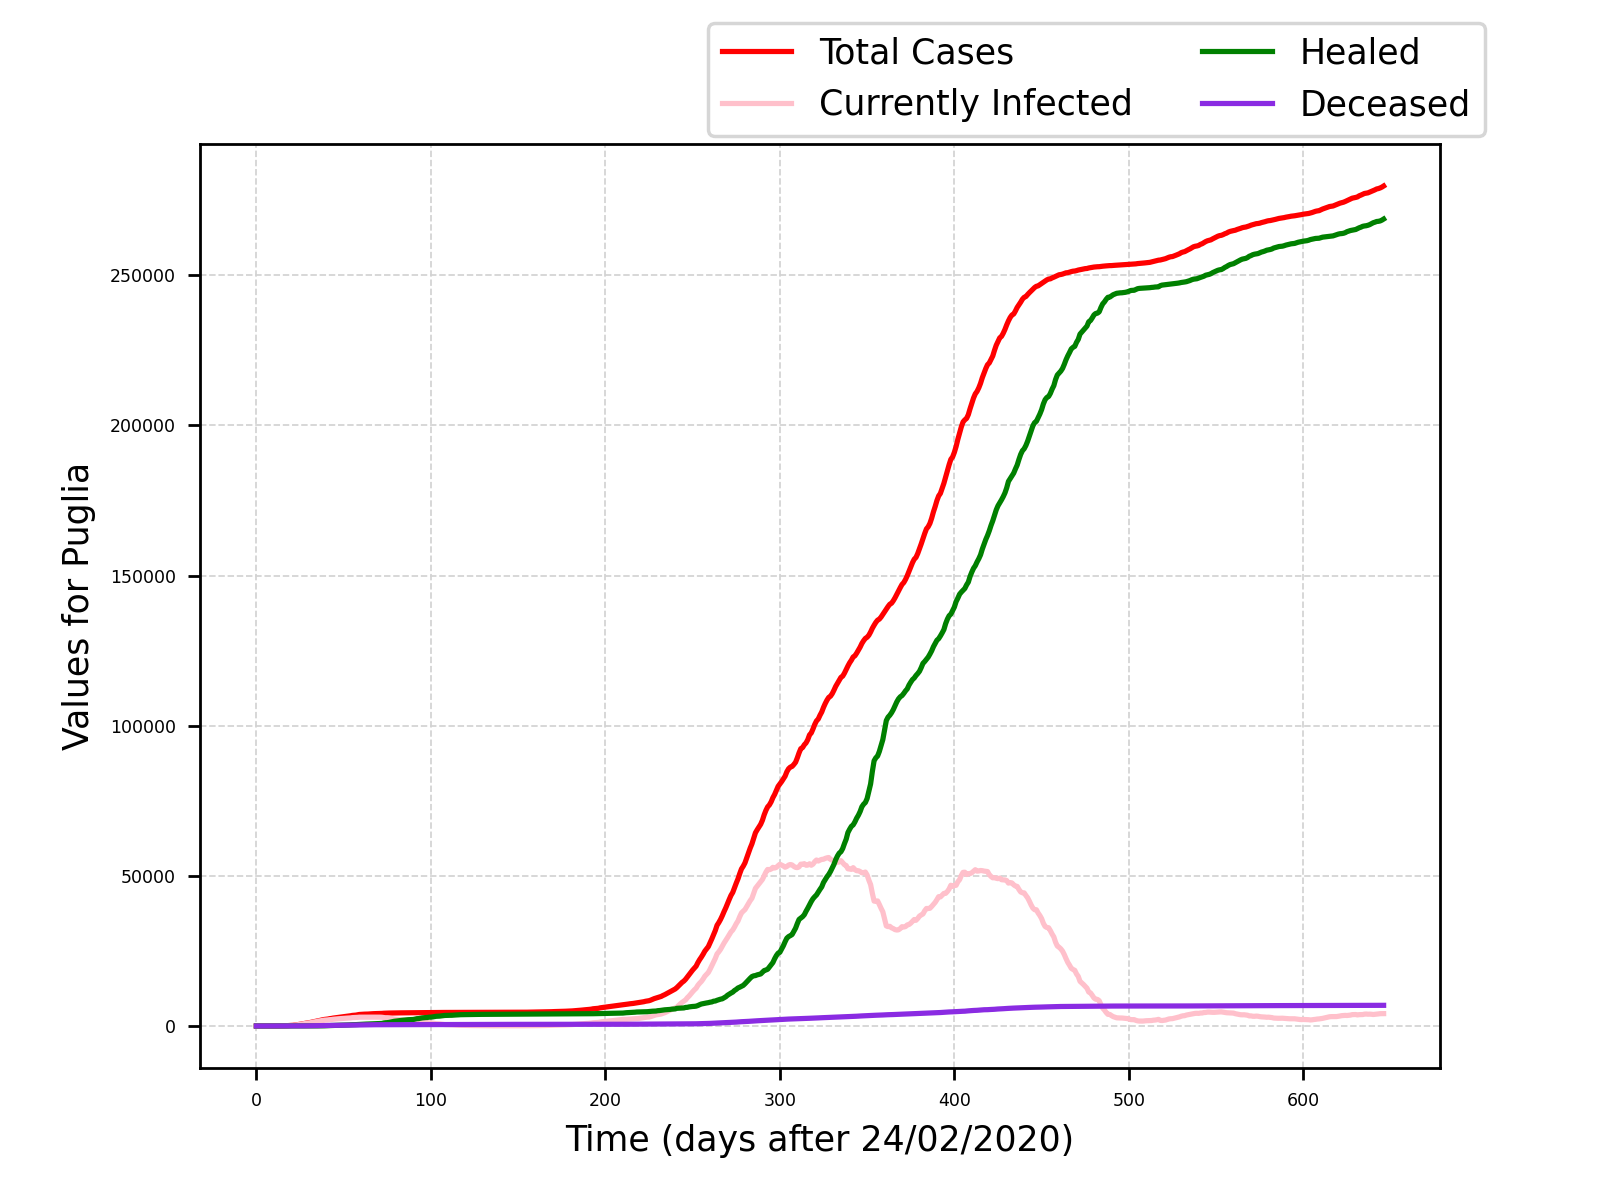 Total Cases
Currently Infected
Healed
Deceased
Values for Puglia
250000
200000
150000
100000
50000
0
0 100 200 300 400 500 600
Time (days after 24/02/2020)